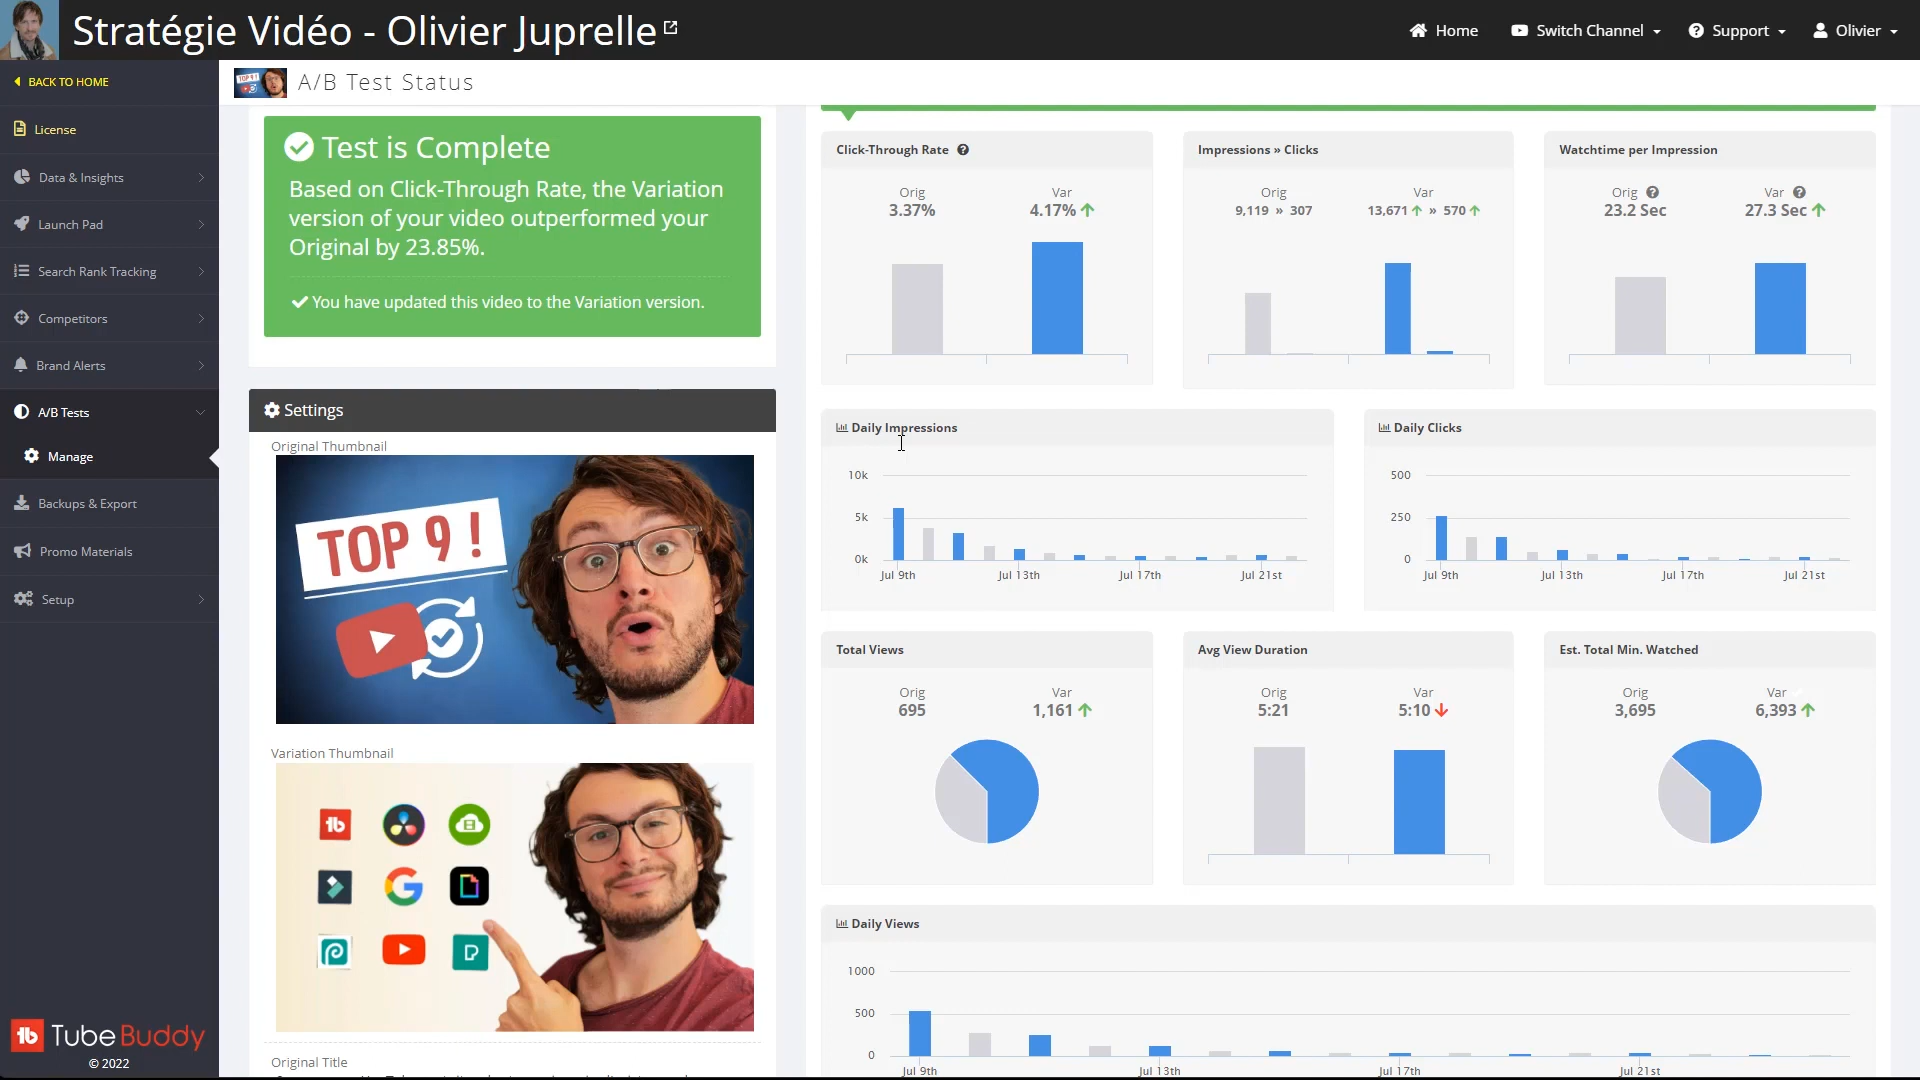 Stratégie Vidéo - Olivier Juprelle
Home
Switch Channel
Support
Olivier
BACK TO HOME
License
Data & Insights
Launch Pad
Search Rank Tracking
Competitors
Brand Alerts
A/B Tests
Manage
Backups & Export
Promo Materials
Setup
TubeBuddy
© 2022
TOP 9 !
A/B Test Status
Test is Complete
Based on Click-Through Rate, the Variation
version of your video outperformed your
Original by 23.85%.
You have updated this video to the Variation version.
Settings
Original Thumbnail
TOP 9 !
Variation Thumbnail
Original Title
Click-Through Rate
Orig Var
3.37% 4.17%
Impressions » Clicks
Orig Var
9,119 » 307 13,671 » 570
Watchtime per Impression
Orig Var
23.2 Sec 27.3 Sec
Daily Impressions
10k
5k
0k
Jul 9th Jul 13th Jul 17th Jul 21st
Daily Clicks
500
250
0
Jul 9th Jul 13th Jul 17th Jul 21st
Total Views
Orig Var
695 1,161
Avg View Duration
Orig Var
5:21 5:10
Est. Total Min. Watched
Orig Var
3,695 6,393
Daily Views
1000
500
0
Jul 9th Jul 13th Jul 17th Jul 21st